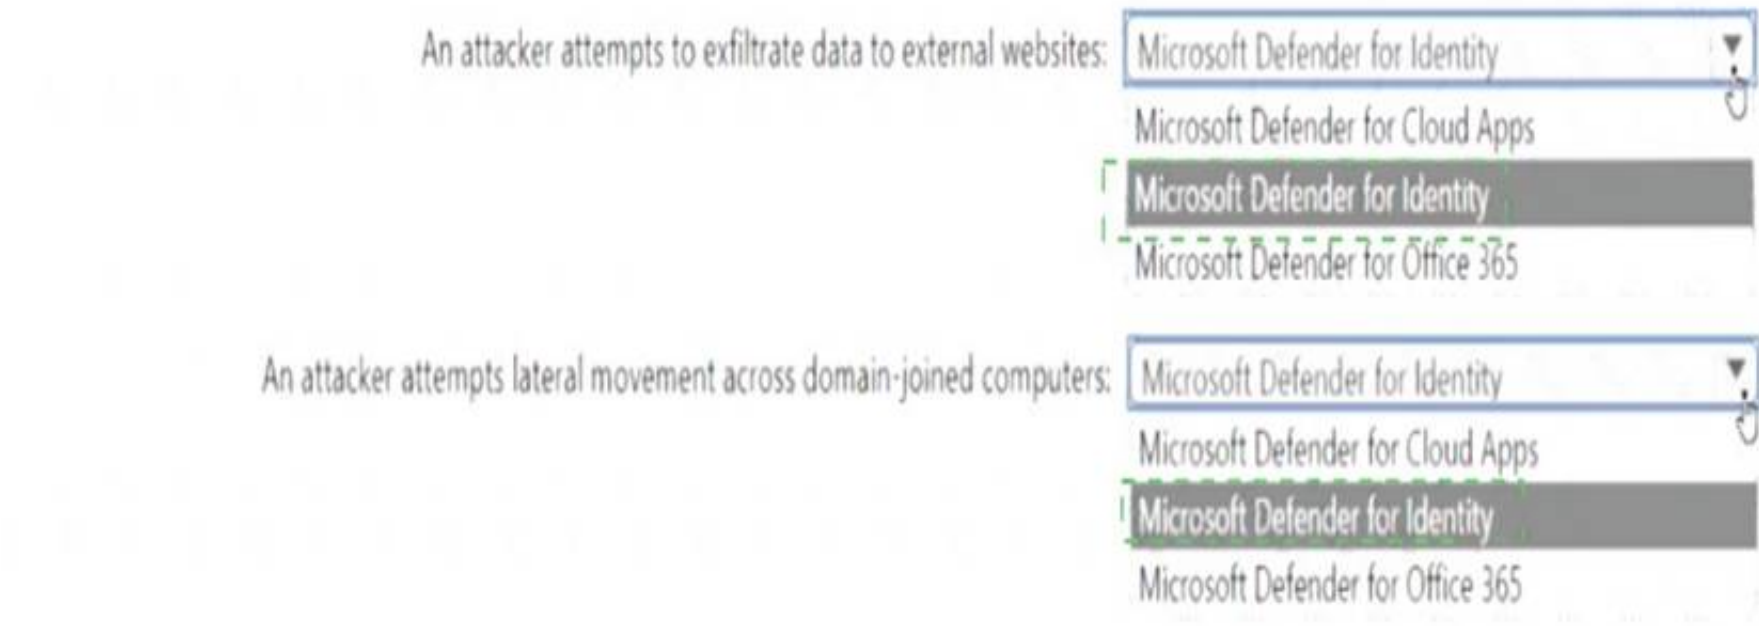 An attacker attempts to exfiltrate data to external websites: Microsoft Defender for Identity
Microsoft Defender for Cloud Apps
Microsoft Defender for Identity
Microsoft Defender for Office 365
An attacker attempts lateral movement across domain-joined computers: Microsoft Defender for Identity
Microsoft Defender for Cloud Apps
Microsoft Defender for Identity
Microsoft Defender for Office 365